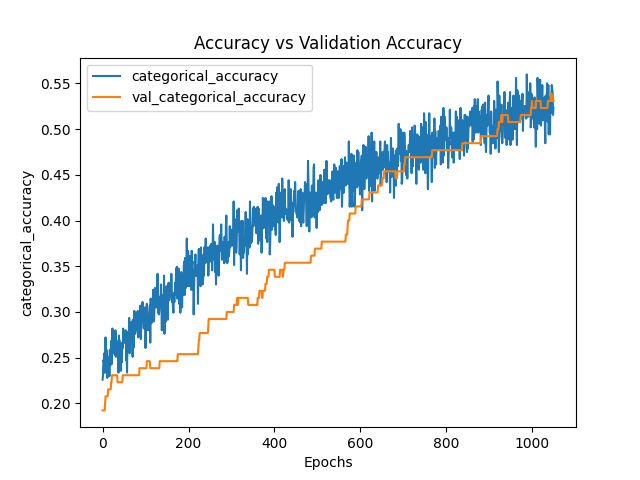 Accuracy vs Validation Accuracy
categorical_accuracy
val_categorical_accuracy
categorical_accuracy
0.55
0.50
0.45
0.40
0.35
0.30
0.25
0.20
0 200 400 600 800 1000
Epochs